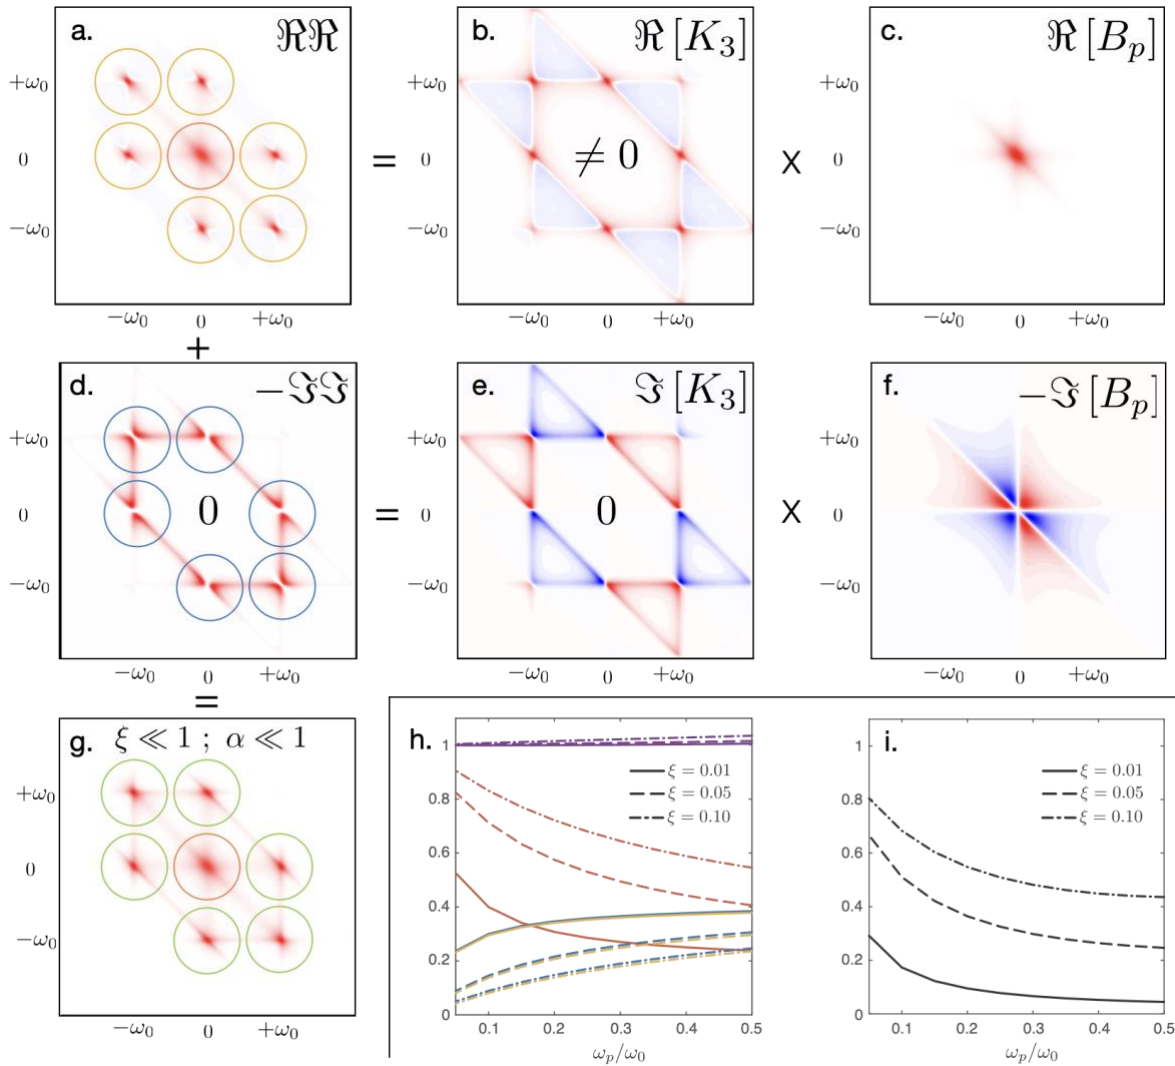 a. ℜℜ
+ω₀
0
−ω₀
−ω₀ 0 +ω₀
=
b. ℜ [K₃]
+ω₀
0
−ω₀
≠ 0
−ω₀ 0 +ω₀
X
c. ℜ [Bₚ]
+ω₀
0
−ω₀
−ω₀ 0 +ω₀
+
d. −ℑℑ
+ω₀
0
−ω₀
0
−ω₀ 0 +ω₀
=
e. ℑ [K₃]
+ω₀
0
−ω₀
0
−ω₀ 0 +ω₀
X
f. −ℑ [Bₚ]
+ω₀
0
−ω₀
−ω₀ 0 +ω₀
=
g. ξ ≪ 1 ; α ≪ 1
+ω₀
0
−ω₀
−ω₀ 0 +ω₀
h.
ξ = 0.01
ξ = 0.05
ξ = 0.10
1
0.8
0.6
0.4
0.2
0
0.1 0.2 0.3 0.4 0.5
ωₚ/ω₀
i.
ξ = 0.01
ξ = 0.05
ξ = 0.10
1
0.8
0.6
0.4
0.2
0
0.1 0.2 0.3 0.4 0.5
ωₚ/ω₀